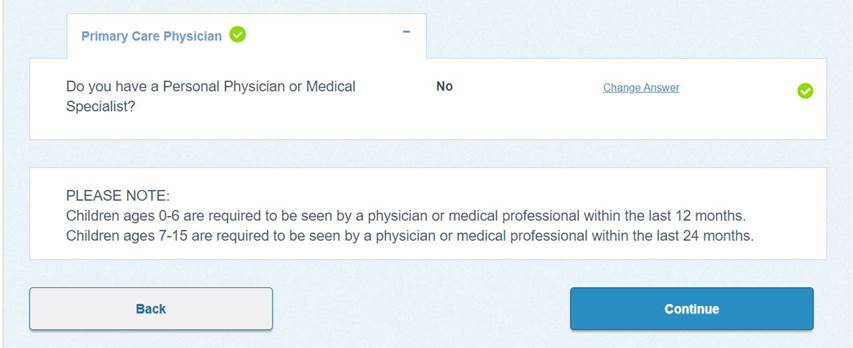 Primary Care Physician
Do you have a Personal Physician or Medical
Specialist?
No
Change Answer
PLEASE NOTE:
Children ages 0-6 are required to be seen by a physician or medical professional within the last 12 months.
Children ages 7-15 are required to be seen by a physician or medical professional within the last 24 months.
Back
Continue